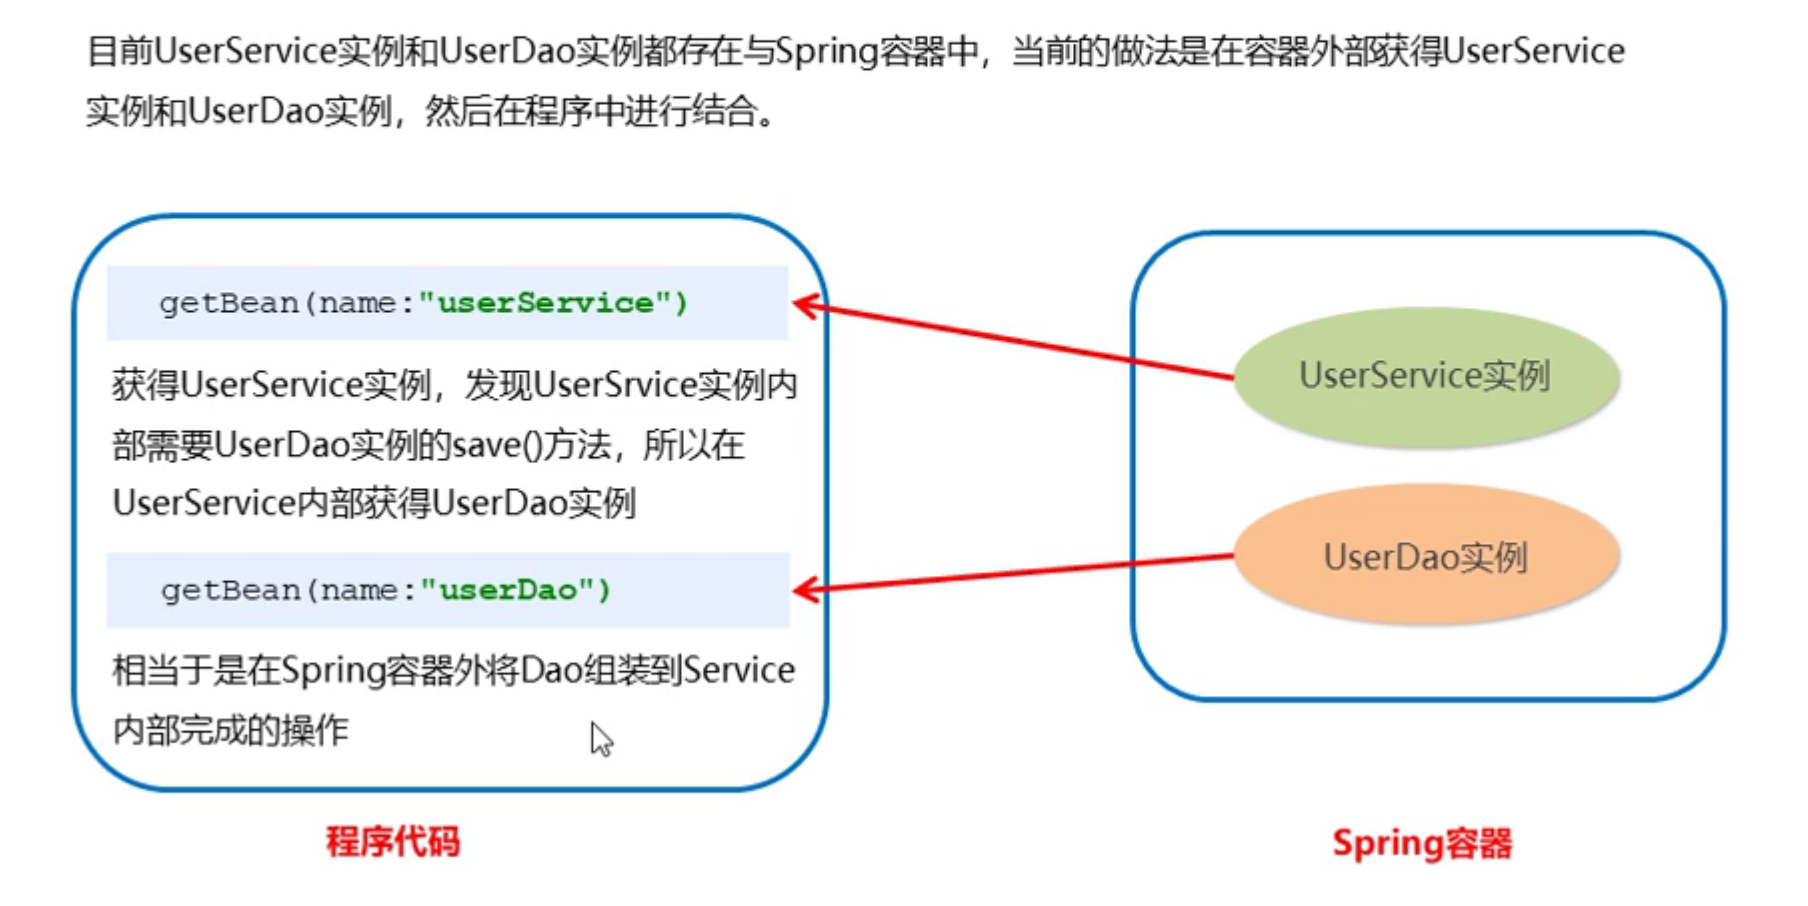 目前UserService实例和UserDao实例都存在与Spring容器中，当前的做法是在容器外部获得UserService
实例和UserDao实例，然后在程序中进行结合。
getBean(name:"userService")
获得UserService实例，发现UserSrvice实例内
部需要UserDao实例的save()方法，所以在
UserService内部获得UserDao实例
getBean(name:"userDao")
相当于是在Spring容器外将Dao组装到Service
内部完成的操作
程序代码
UserService实例
UserDao实例
Spring容器